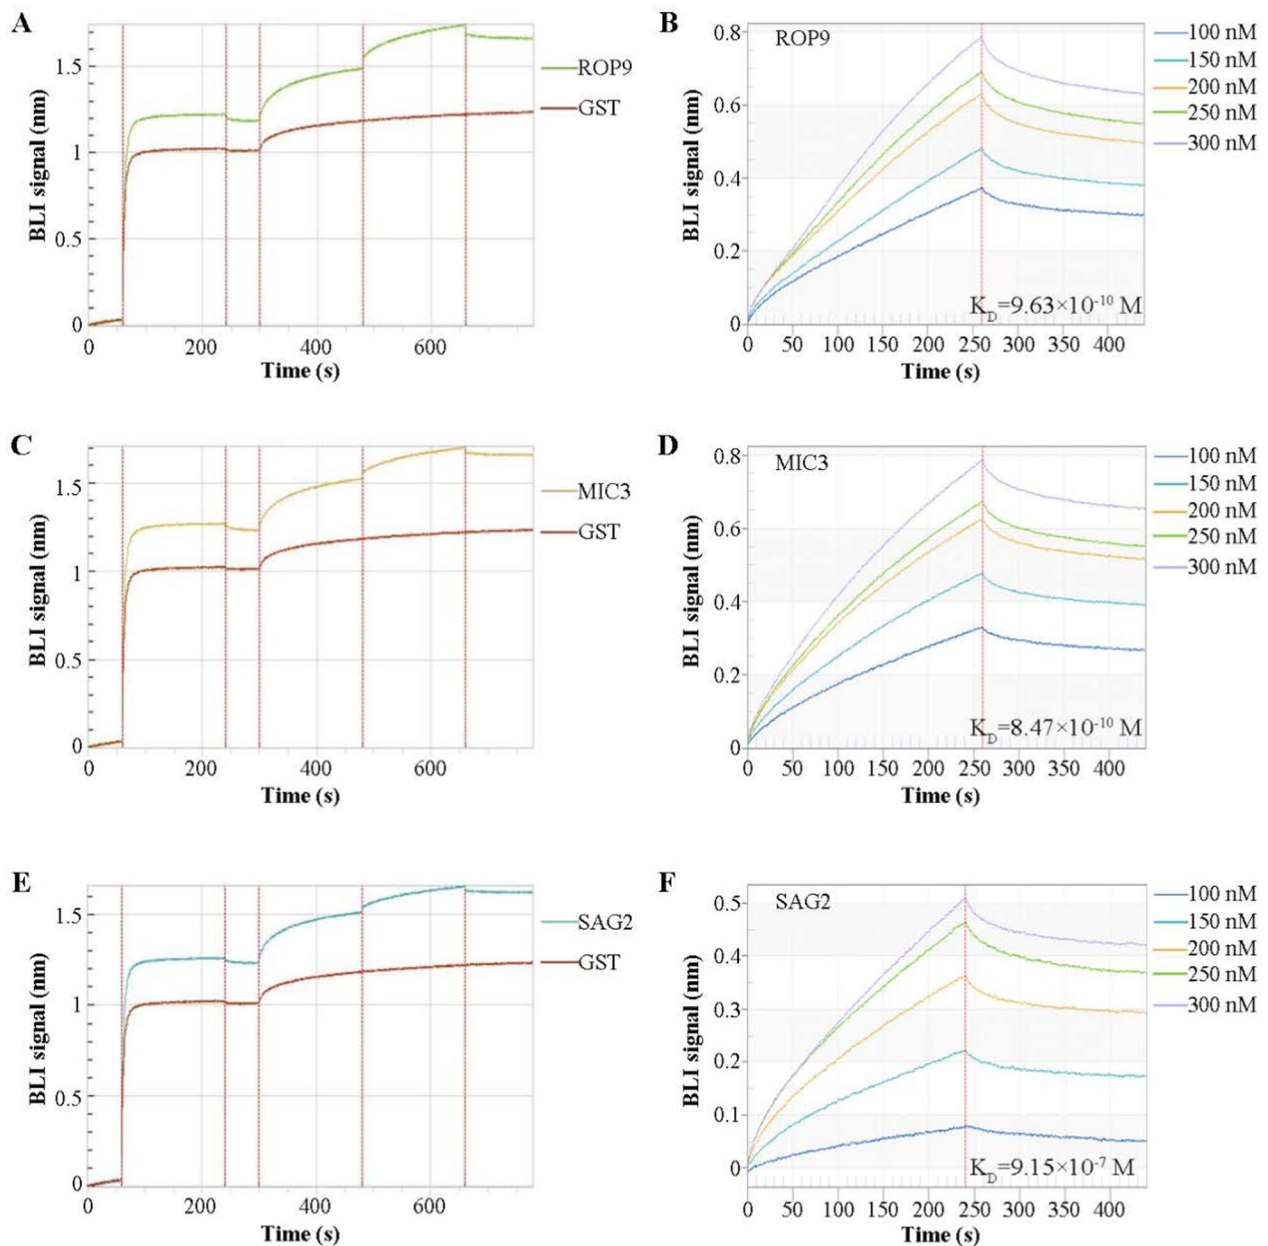 A
BLI signal (nm)
1.5
1
0.5
0
0 200 400 600
Time (s)
ROP9
GST
B
BLI signal (nm)
0.8
0.6
0.4
0.2
0
0 50 100 150 200 250 300 350 400
Time (s)
ROP9
K_D=9.63×10⁻¹⁰ M
100 nM
150 nM
200 nM
250 nM
300 nM
C
BLI signal (nm)
1.5
1
0.5
0
0 200 400 600
Time (s)
MIC3
GST
D
BLI signal (nm)
0.8
0.6
0.4
0.2
0
0 50 100 150 200 250 300 350 400
Time (s)
MIC3
K_D=8.47×10⁻¹⁰ M
100 nM
150 nM
200 nM
250 nM
300 nM
E
BLI signal (nm)
1.5
1
0.5
0
0 200 400 600
Time (s)
SAG2
GST
F
BLI signal (nm)
0.5
0.4
0.3
0.2
0.1
0
0 50 100 150 200 250 300 350 400
Time (s)
SAG2
K_D=9.15×10⁻⁷ M
100 nM
150 nM
200 nM
250 nM
300 nM